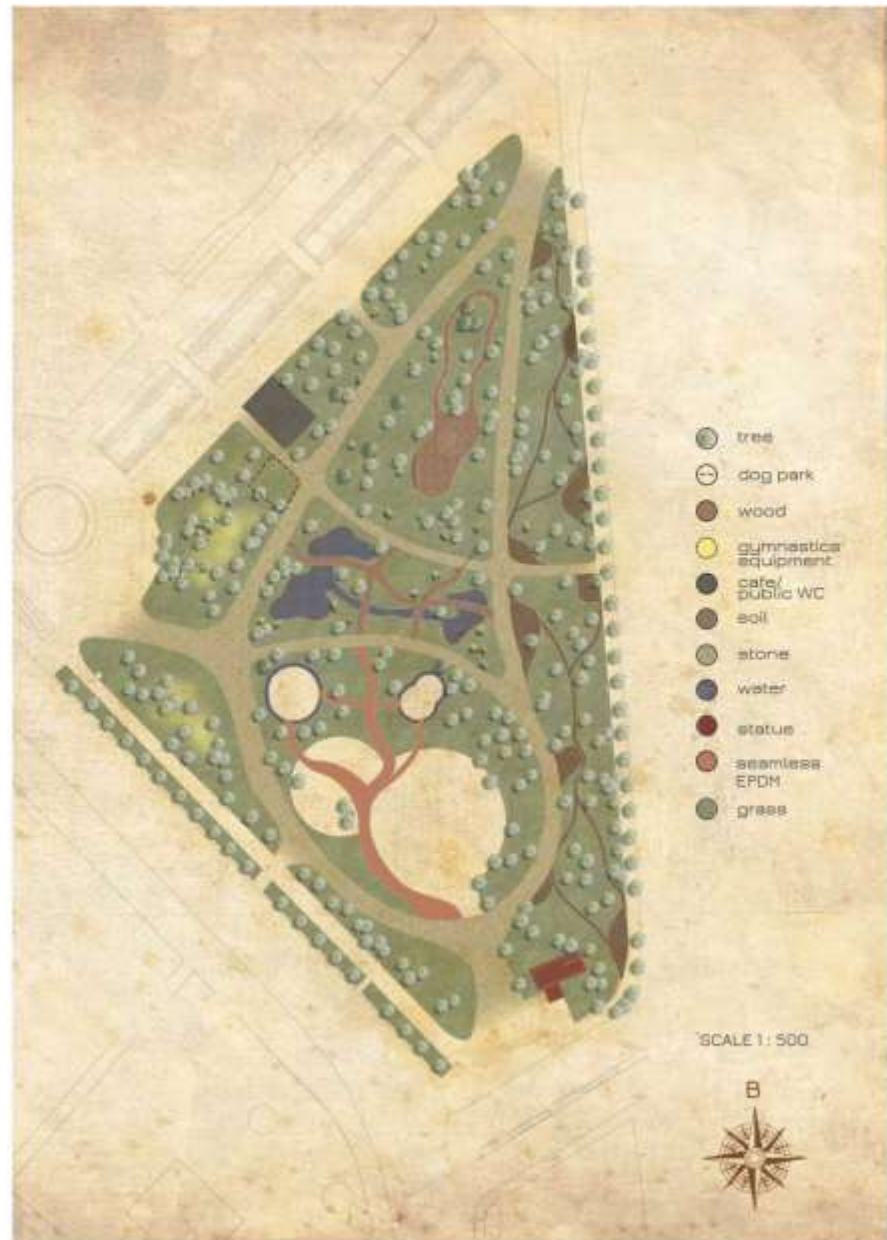 tree
dog park
wood
gymnastics
equipment
cafe/
public WC
soil
stone
water
statue
seamless
EPDM
grass
SCALE 1 : 500
B